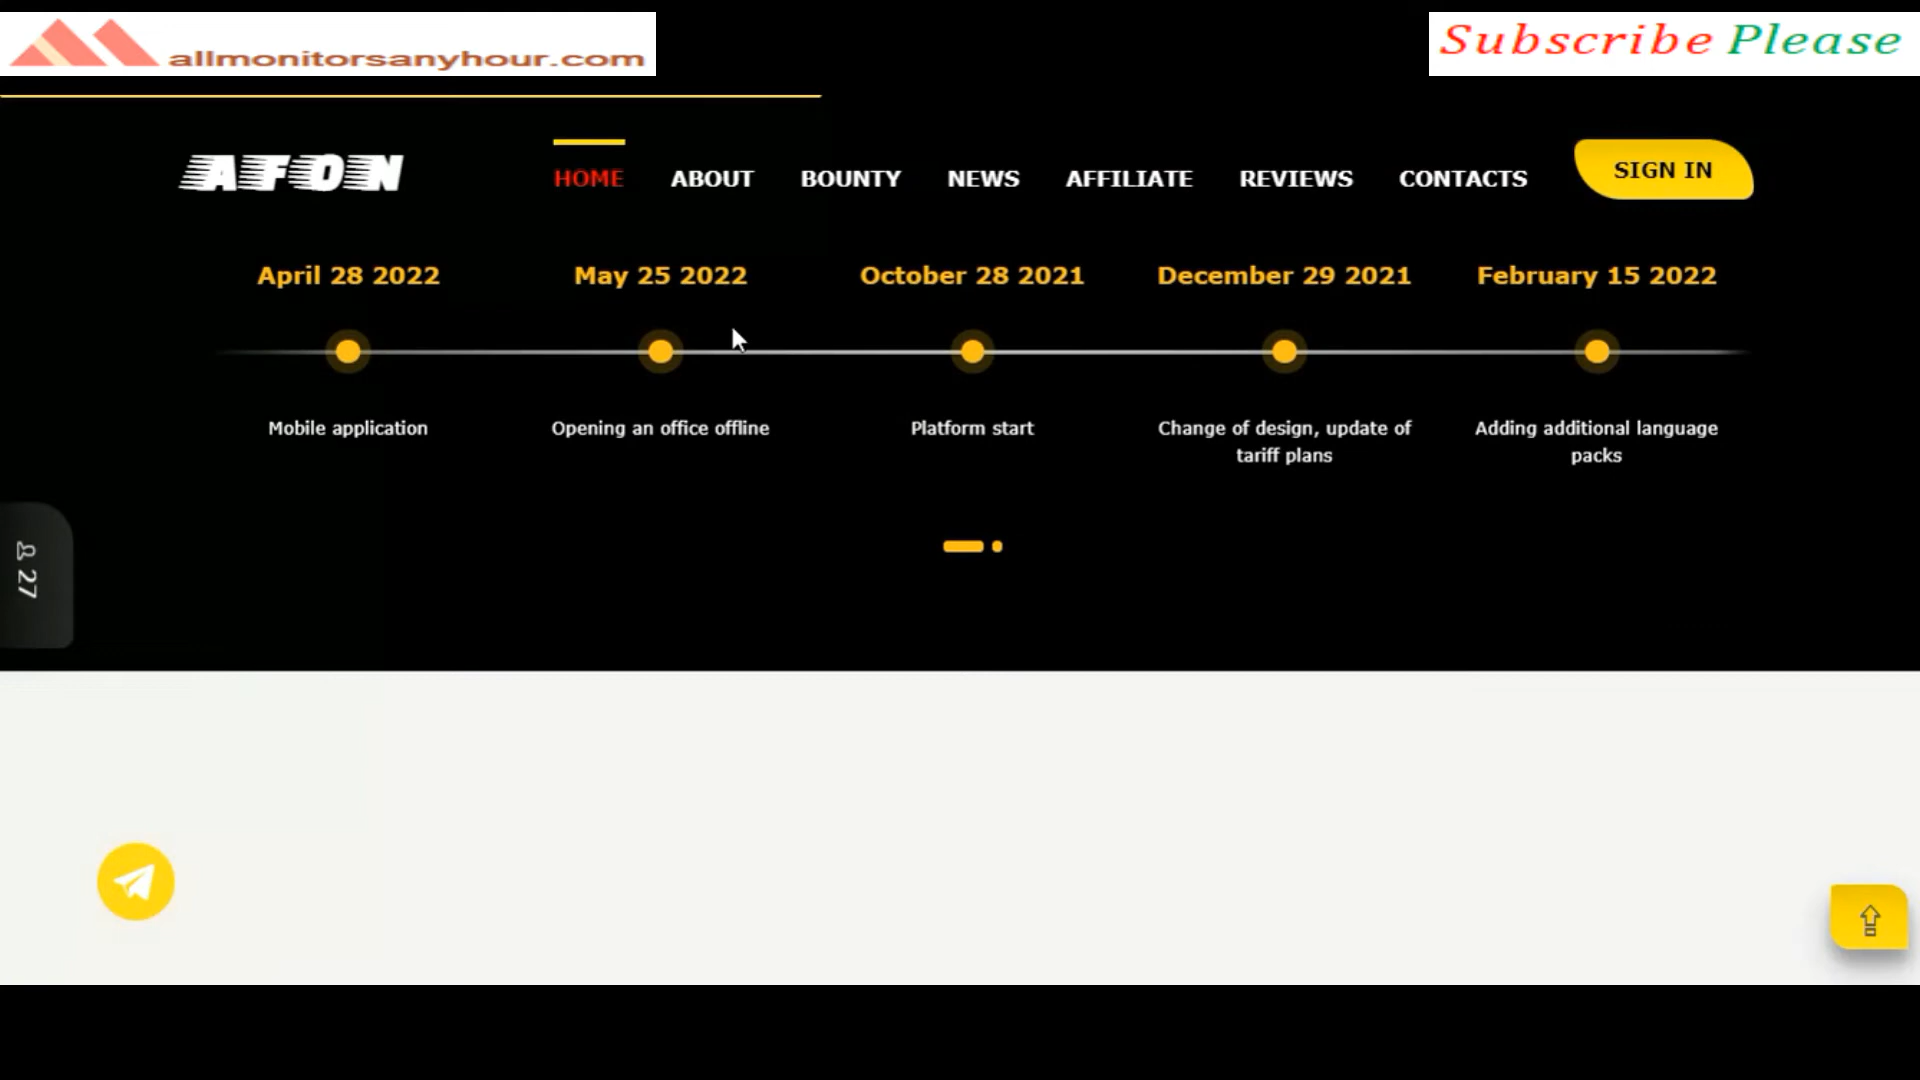 allmonitorsanyhour.com
Subscribe Please
AFON
HOME
ABOUT
BOUNTY
NEWS
AFFILIATE
REVIEWS
CONTACTS
SIGN IN
April 28 2022
May 25 2022
October 28 2021
December 29 2021
February 15 2022
Mobile application
Opening an office offline
Platform start
Change of design, update of
tariff plans
Adding additional language
packs
27